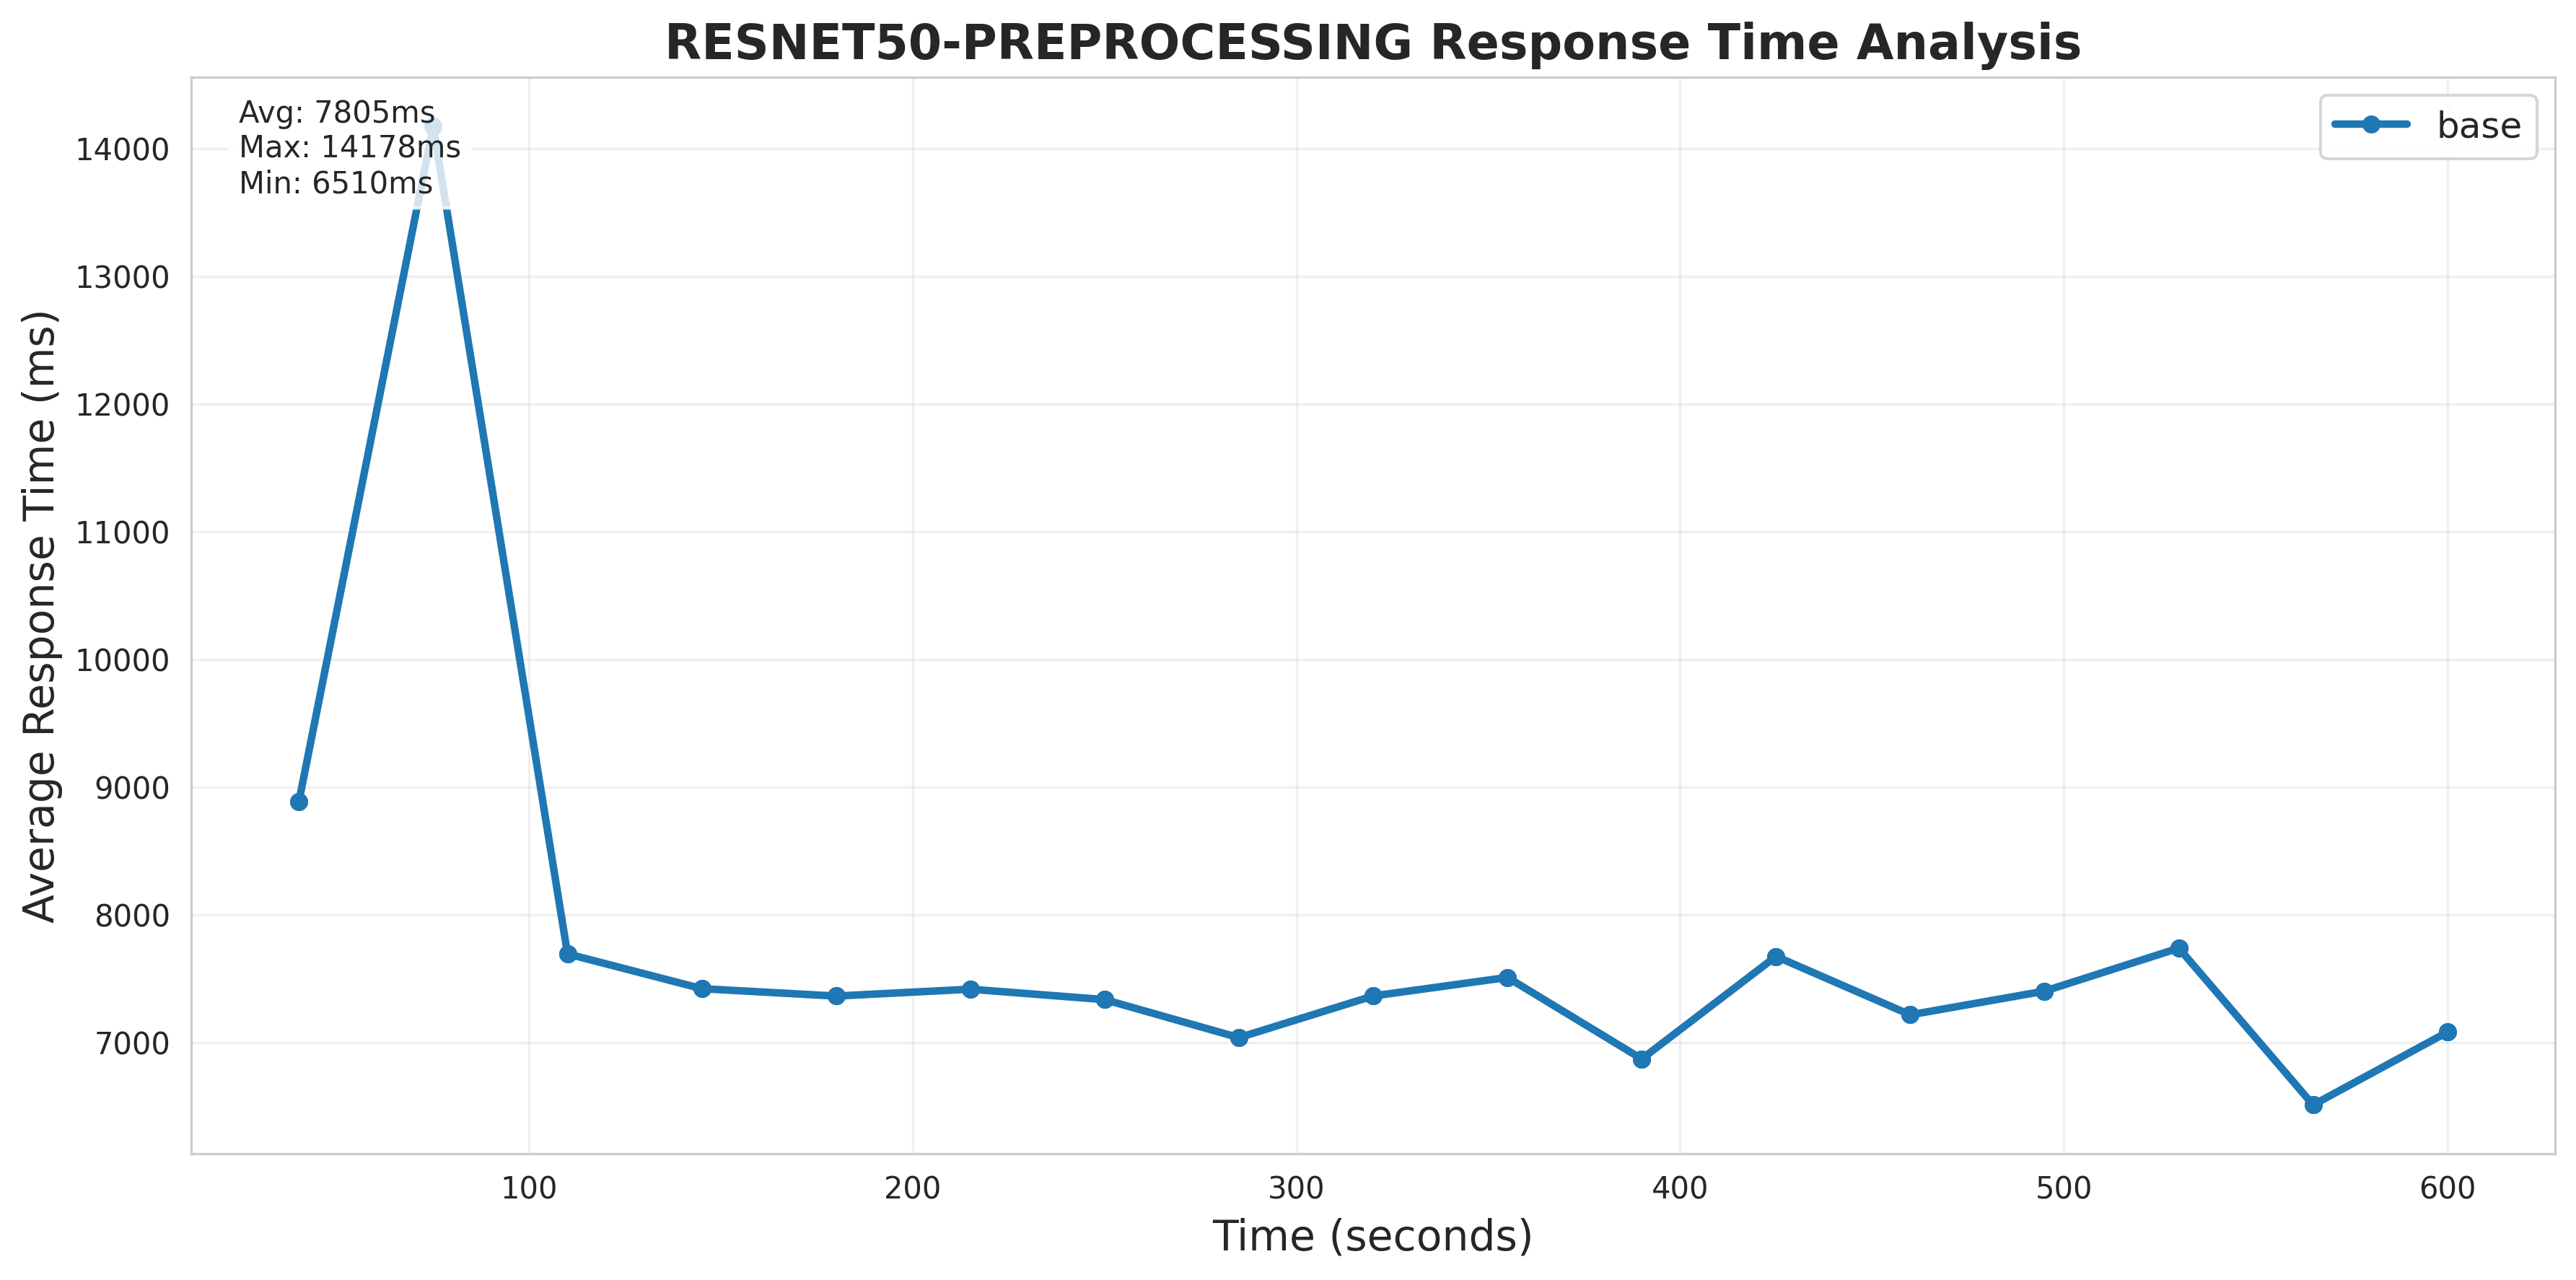 RESNET50-PREPROCESSING Response Time Analysis
Avg: 7805ms
Max: 14178ms
Min: 6510ms
base
Average Response Time (ms)
14000
13000
12000
11000
10000
9000
8000
7000
100 200 300 400 500 600
Time (seconds)